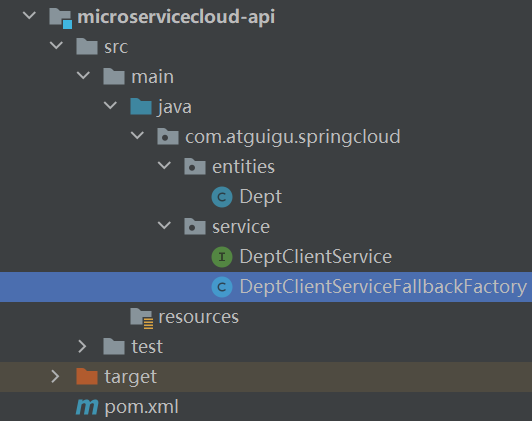 microservicecloud-api
src
main
java
com.atguigu.springcloud
entities
C Dept
service
I DeptClientService
C DeptClientServiceFallbackFactory
resources
test
target
m pom.xml